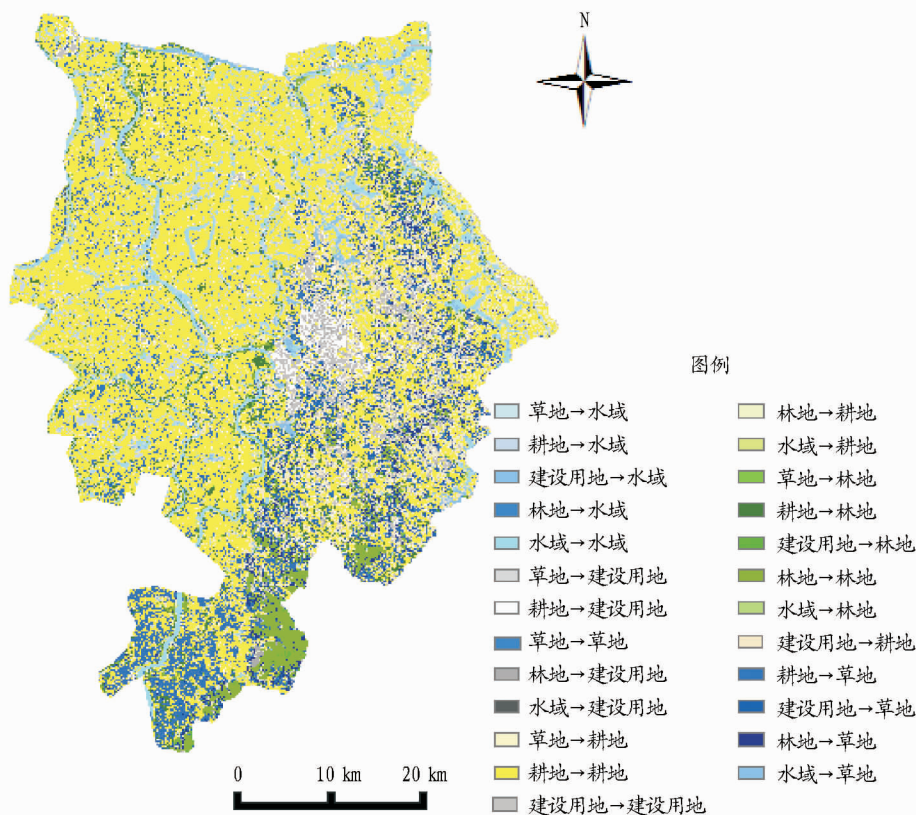 N
图例
草地→水域
耕地→水域
建设用地→水域
林地→水域
水域→水域
草地→建设用地
耕地→建设用地
草地→草地
林地→建设用地
水域→建设用地
草地→耕地
耕地→耕地
建设用地→建设用地
林地→耕地
水域→耕地
草地→林地
耕地→林地
建设用地→林地
林地→林地
水域→林地
建设用地→耕地
耕地→草地
建设用地→草地
林地→草地
水域→草地
0 10 km 20 km